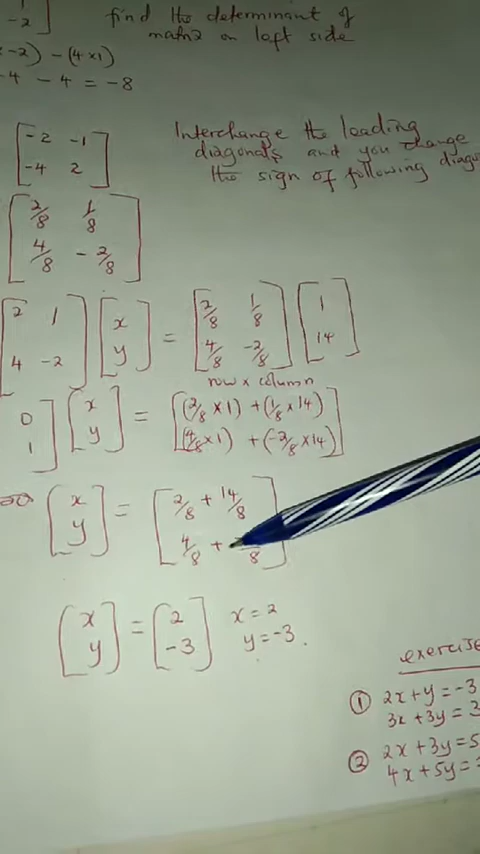 1
-2 ] find the determinant of
matrix on left side
-2) - (4×1)
-4 - 4 = -8
[ -2 -1 Interchange the leading
diagonals and you change
-4 2 ] the sign of following
[ 2/8 1/8
4/8 -2/8 ]
[ 2 1 ] [ x ] = [ 2/8 1/8 ] [ 1 ]
[ 4 -2 ] [ y ] [ 4/8 -2/8 ] [ 14 ]
row × column
0 ] [ x ] = [ (2/8 × 1) + (1/8 × 14) ]
1 ] [ y ] [ (4/8 × 1) + (-2/8 × 14) ]
[ x ] = [ 2/8 + 14/8 ]
[ y ] [ 4/8 + 8 ]
[ x ] = [ 2 ] x = 2
[ y ] [ -3 ] y = -3 .
exercise
① 2x + y = -3
3x + 3y = 3
② 2x + 3y = 5
4x + 5y =